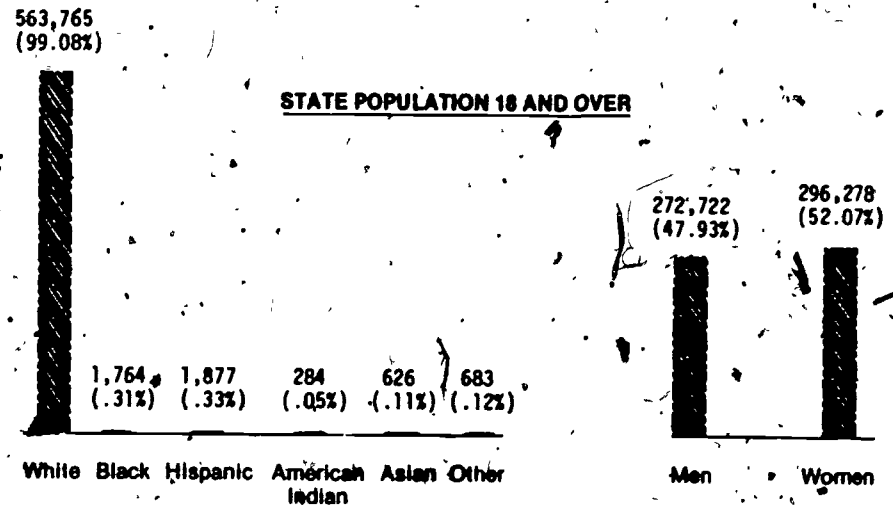 563,765
(99.08%)
STATE POPULATION 18 AND OVER
272,722
(47.93%)
296,278
(52.07%)
1,764 1,877 284 626 683
(.31%) (.33%) (.05%) (.11%) (.12%)
White Black Hispanic American Indian Asian Other
Men Women